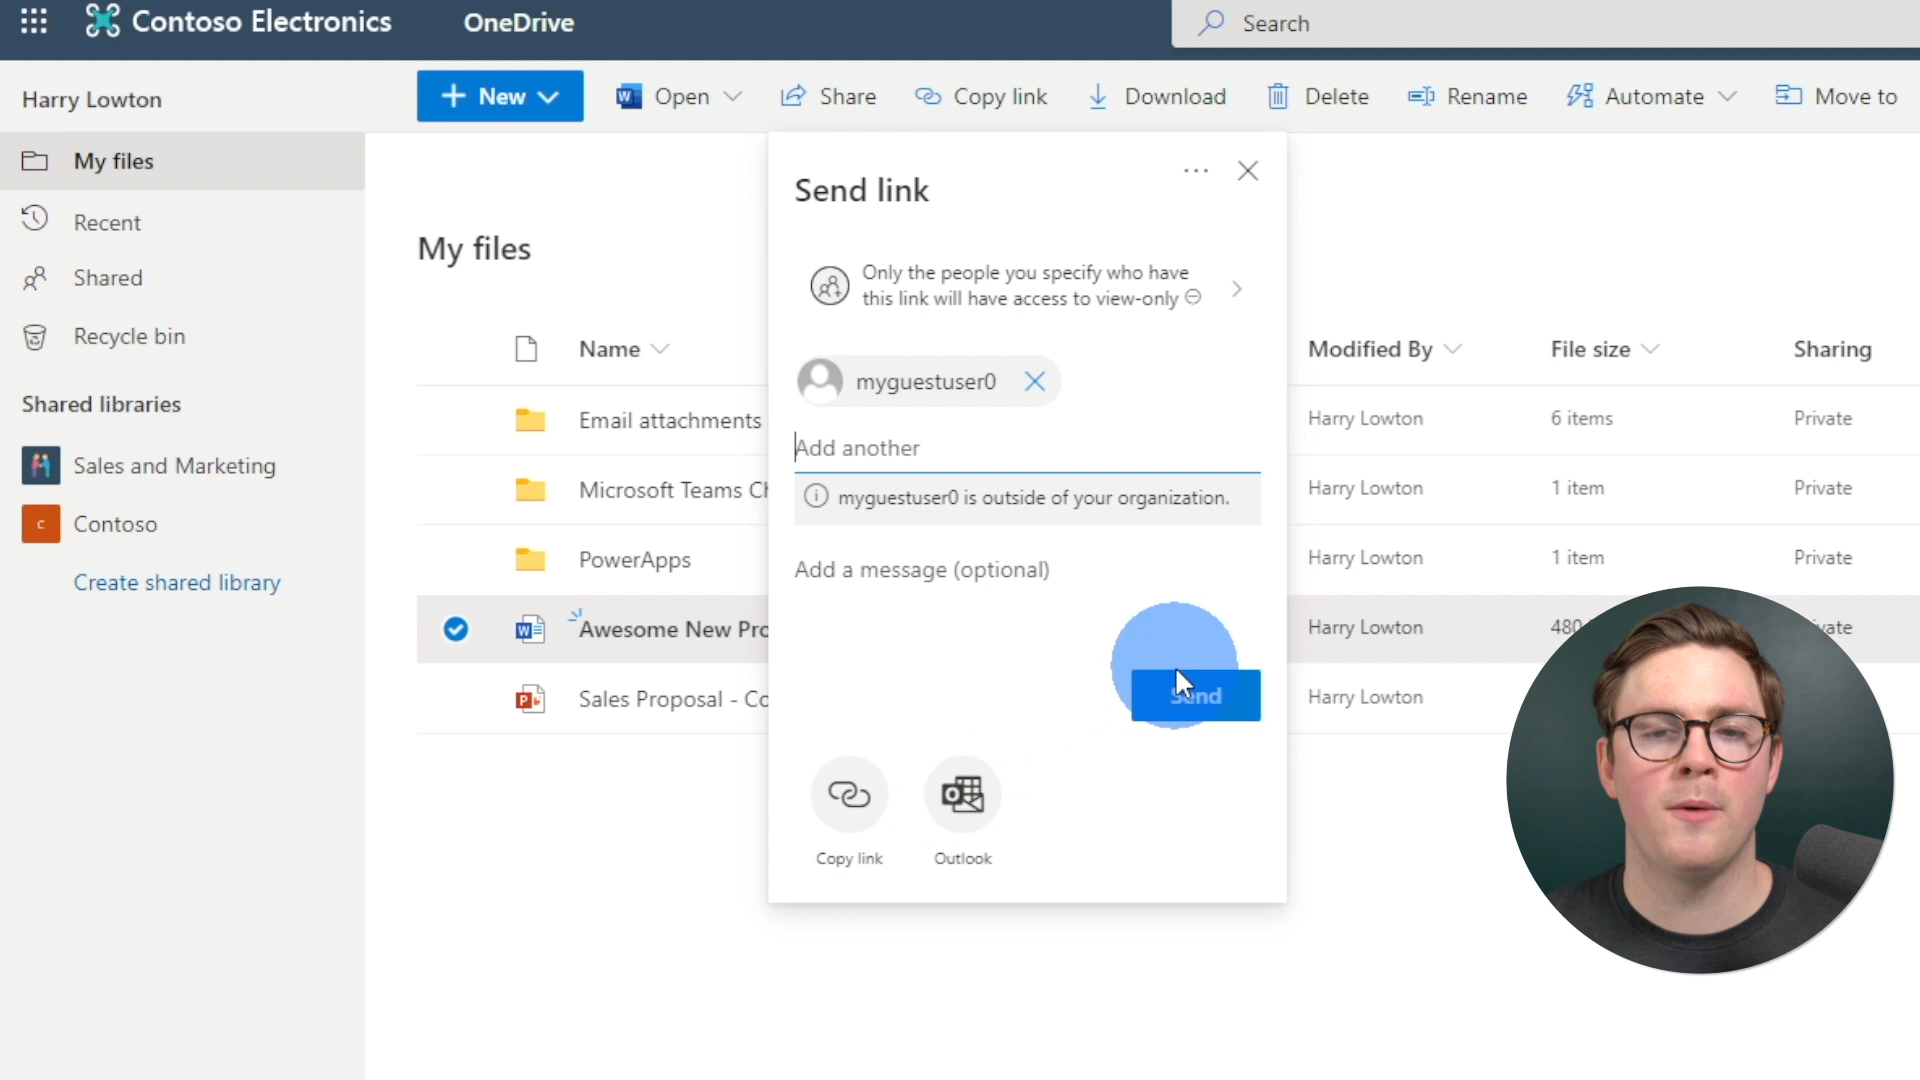 Contoso Electronics
OneDrive
Search
Harry Lowton
New
Open
Share
Copy link
Download
Delete
Rename
Automate
Move to
My files
Recent
Shared
Recycle bin
Shared libraries
Sales and Marketing
C
Contoso
Create shared library
My files
Name
Modified By
File size
Sharing
Email attachments
Harry Lowton
6 items
Private
Microsoft Teams Ch
Harry Lowton
1 item
Private
PowerApps
Harry Lowton
1 item
Private
Awesome New Pro
Harry Lowton
480
vate
Sales Proposal - Co
Harry Lowton
Send link
Only the people you specify who have
this link will have access to view-only
myguestuser0
Add another
myguestuser0 is outside of your organization.
Add a message (optional)
Send
Copy link
Outlook